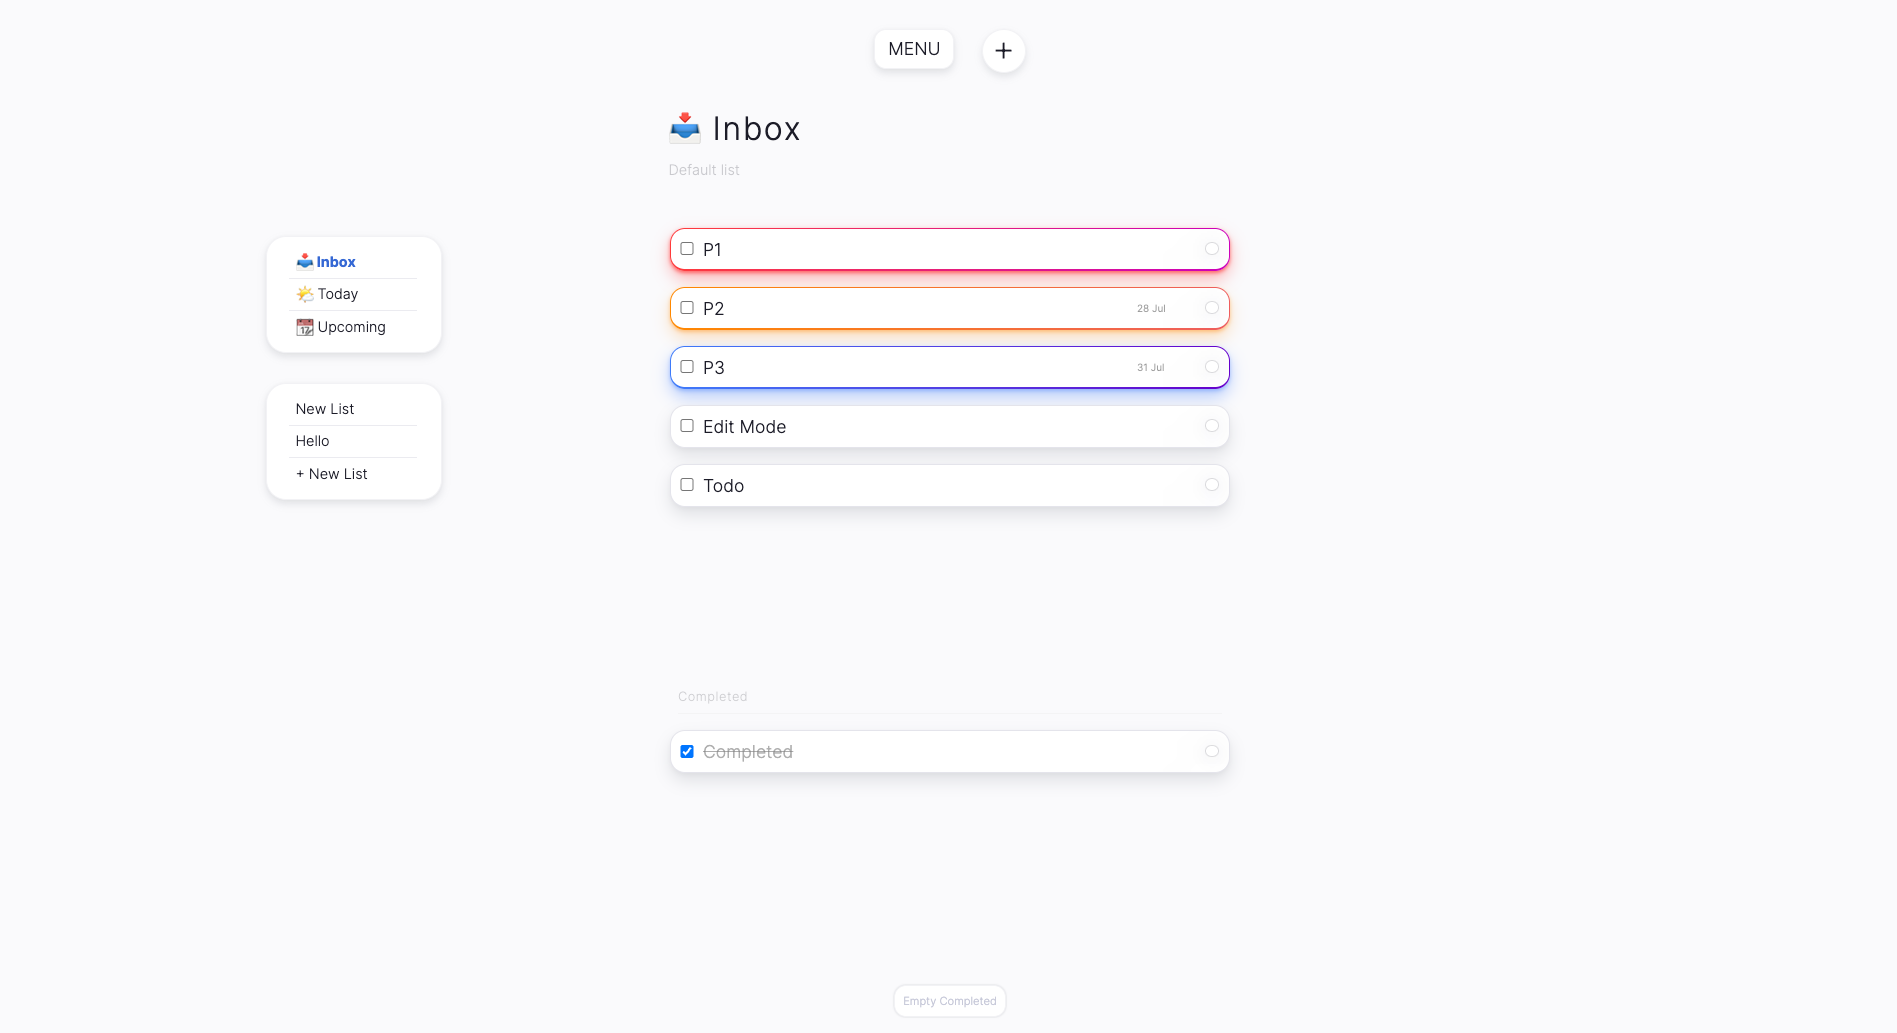 MENU
Inbox
Default list
Inbox
Today
Upcoming
New List
Hello
+ New List
P1
P2 28 Jul
P3 31 Jul
Edit Mode
Todo
Completed
Completed
Empty Completed